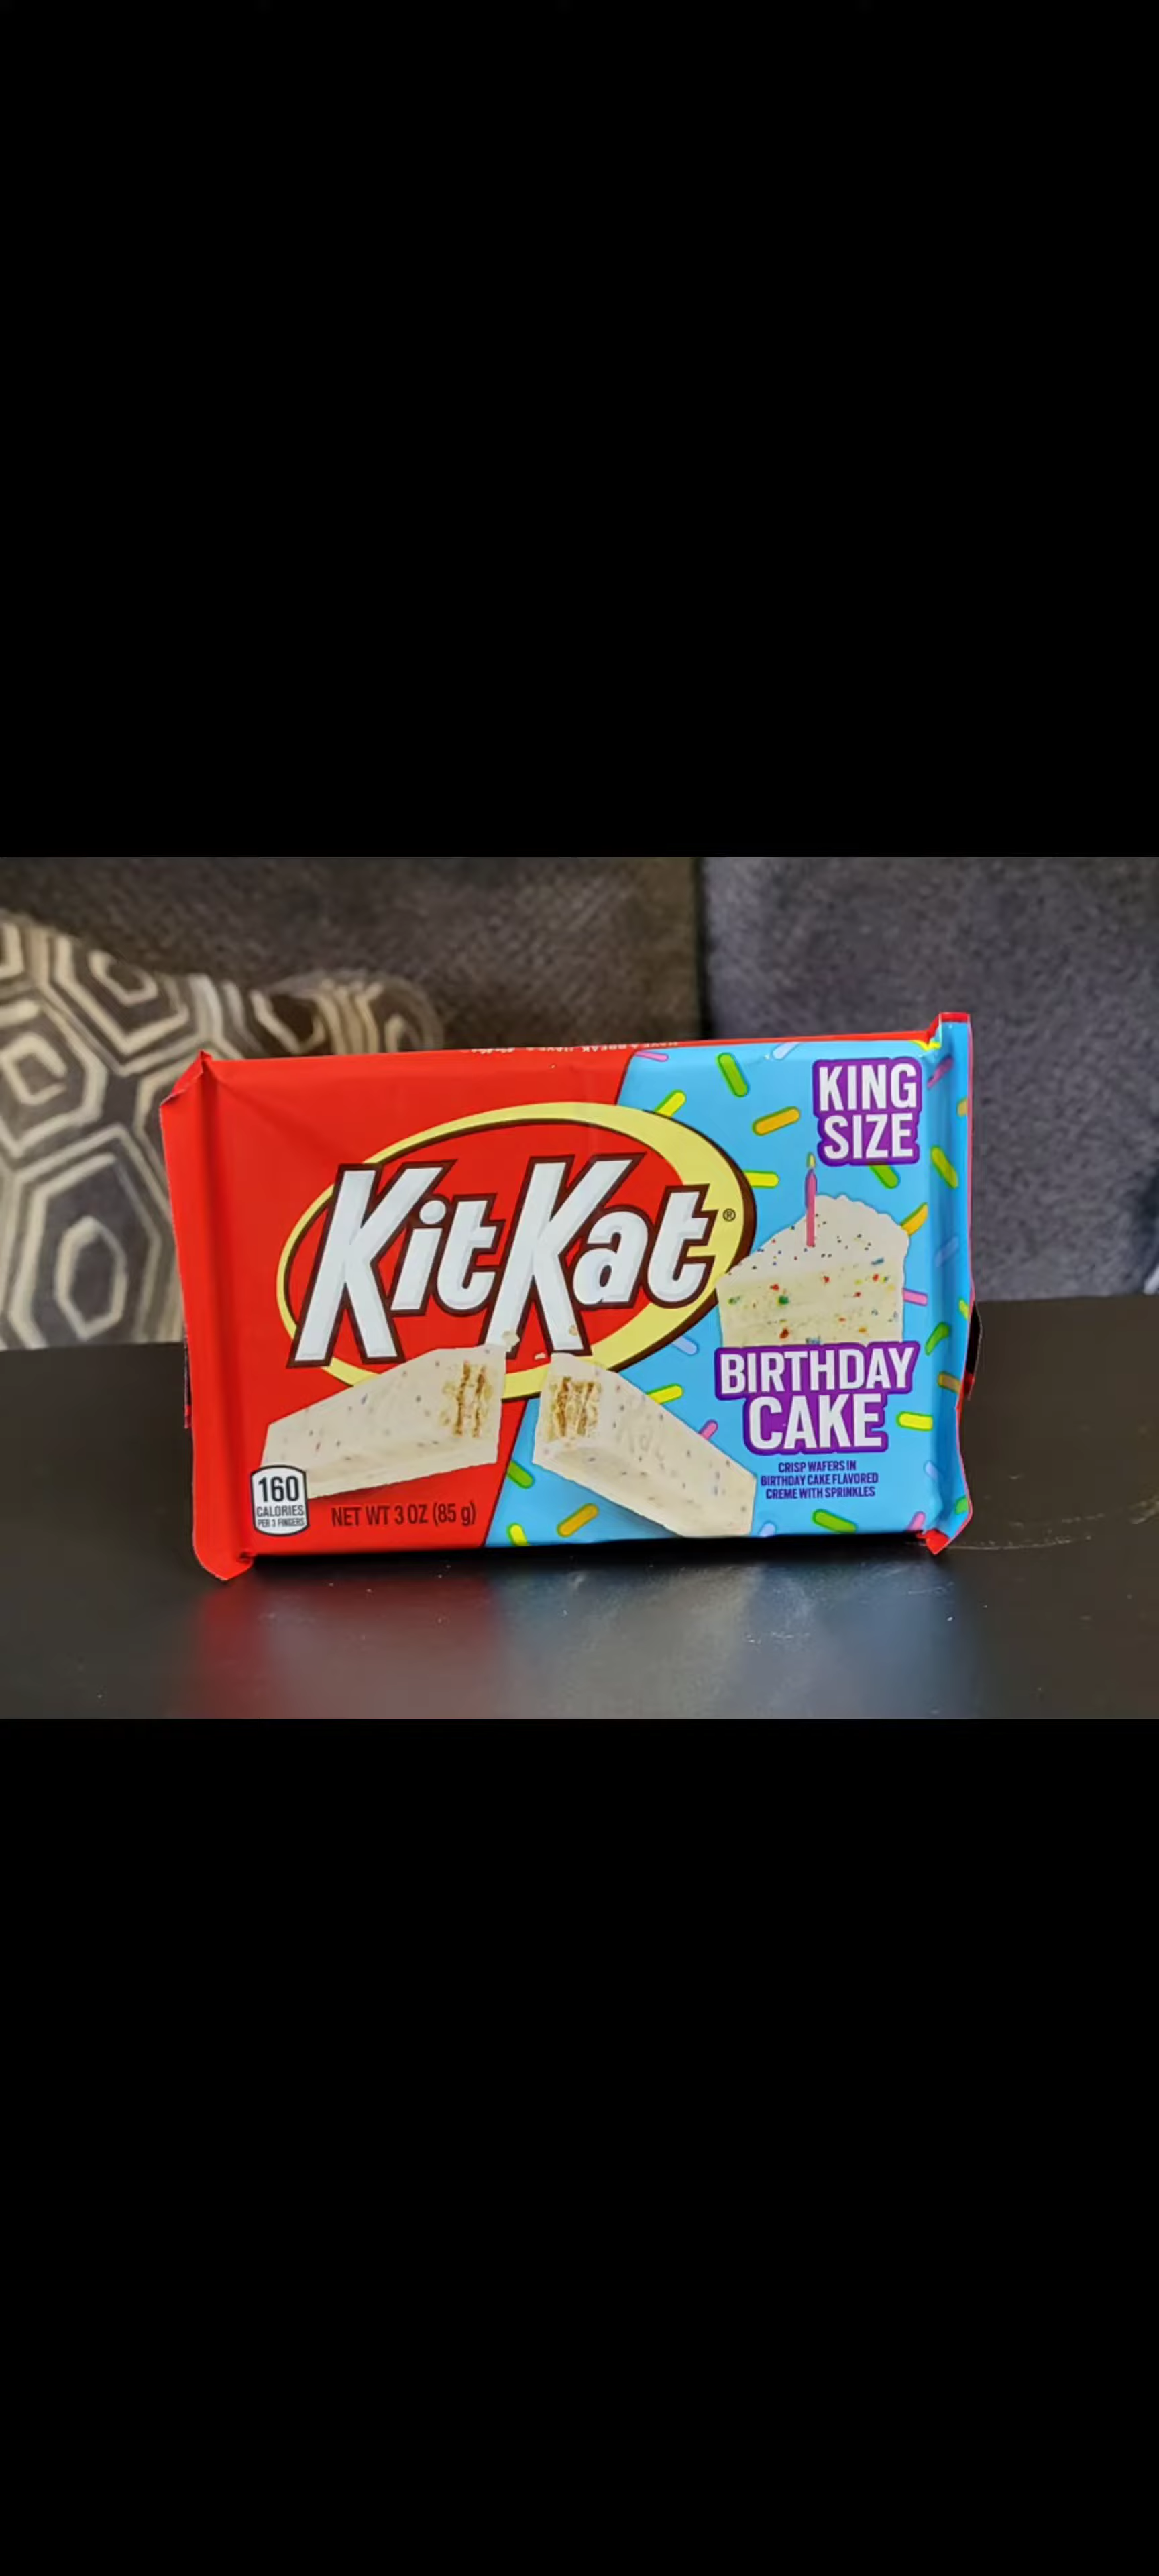 KitKat®
KING
SIZE
BIRTHDAY
CAKE
CRISP WAFERS IN
BIRTHDAY CAKE FLAVORED
CREME WITH SPRINKLES
160
CALORIES
PER 3 FINGERS
NET WT 3 OZ (85 g)